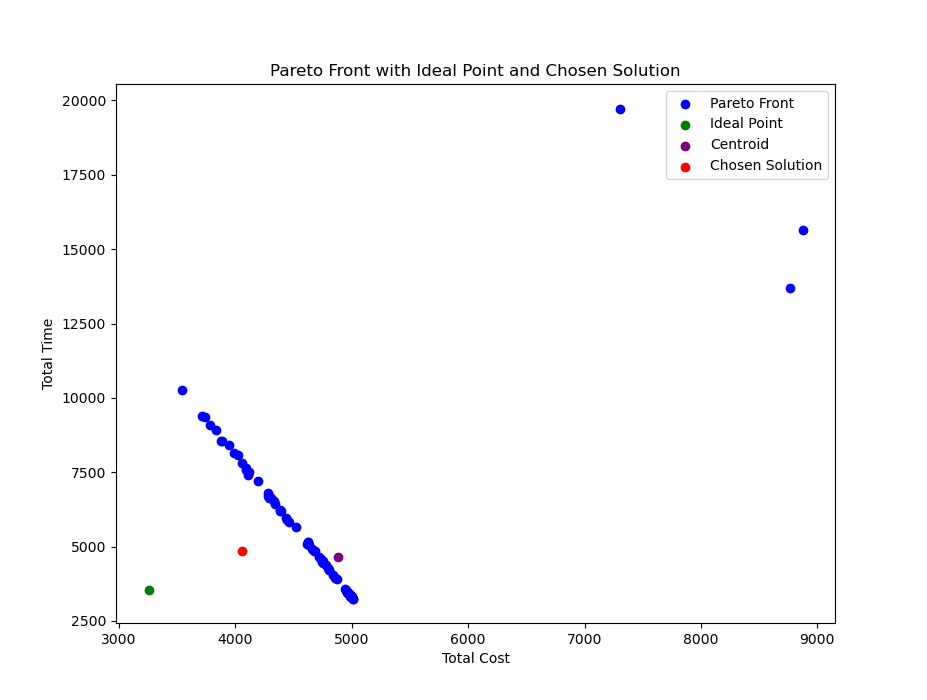 Pareto Front with Ideal Point and Chosen Solution
Pareto Front
Ideal Point
Centroid
Chosen Solution
Total Time
20000
17500
15000
12500
10000
7500
5000
2500
3000 4000 5000 6000 7000 8000 9000
Total Cost